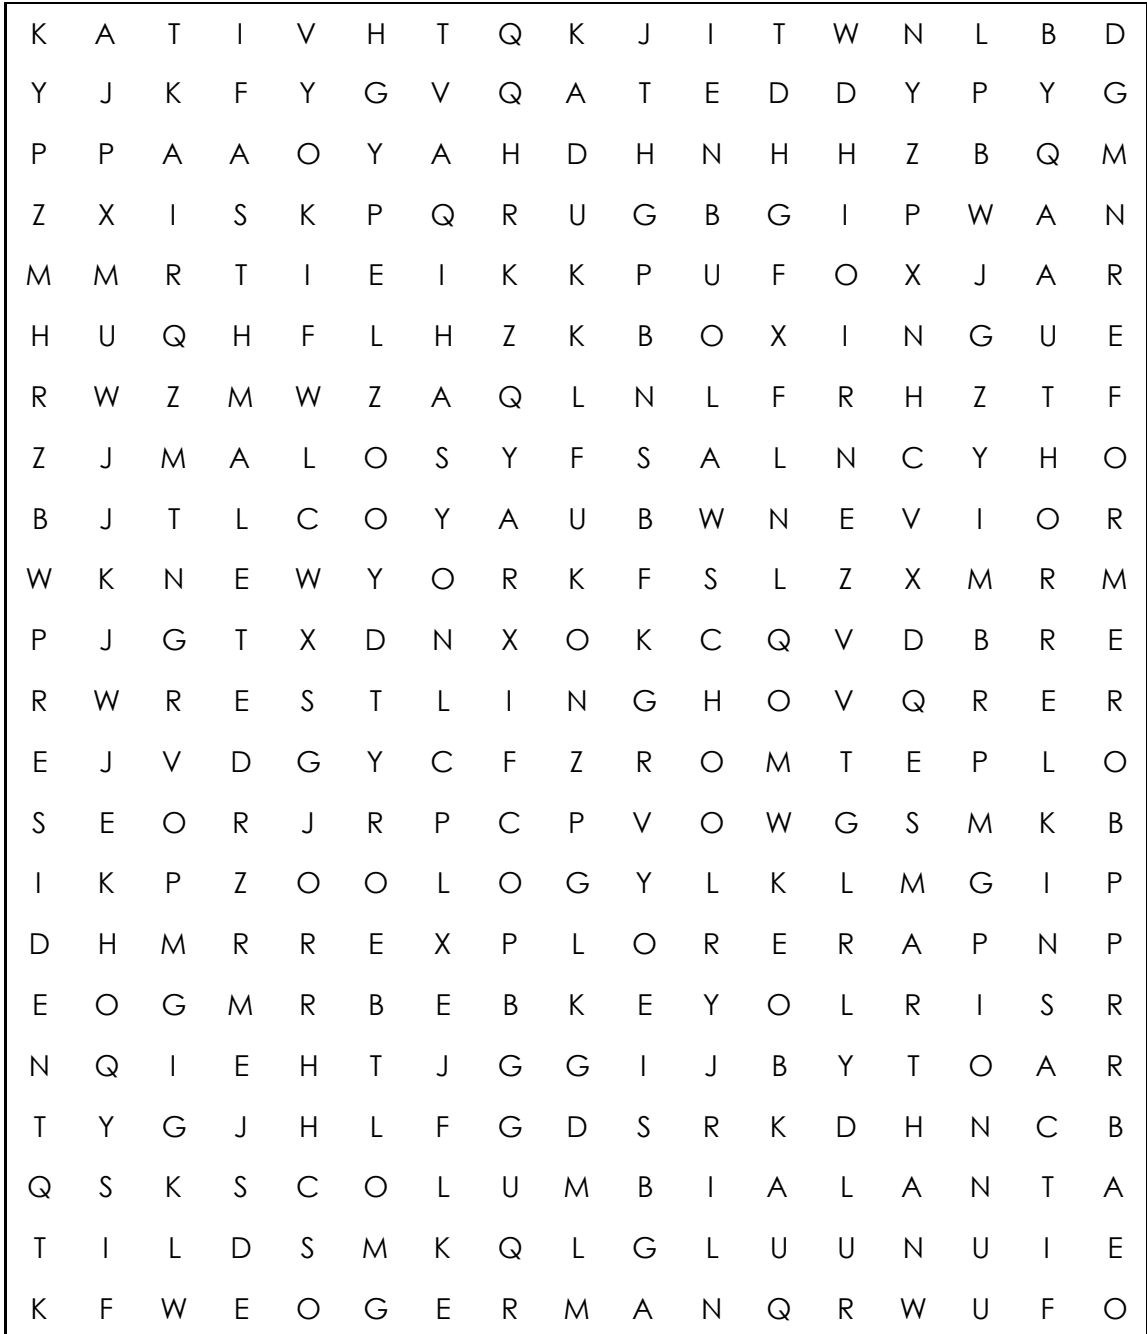 K A T I V H T Q K J I T W N L B D
Y J K F Y G V Q A T E D D Y P Y G
P P A A O Y A H D H N H H Z B Q M
Z X I S K P Q R U G B G I P W A N
M M R T I E I K K P U F O X J A R
H U Q H F L H Z K B O X I N G U E
R W Z M W Z A Q L N L F R H Z T F
Z J M A L O S Y F S A L N C Y H O
B J T L C O Y A U B W N E V I O R
W K N E W Y O R K F S L Z X M R M
P J G T X D N X O K C Q V D B R E
R W R E S T L I N G H O V Q R E R
E J V D G Y C F Z R O M T E P L O
S E O R J R P C P V O W G S M K B
I K P Z O O L O G Y L K L M G I P
D H M R R E X P L O R E R A P N P
E O G M R B E B K E Y O L R I S R
N Q I E H T J G G I J B Y T O A R
T Y G J H L F G D S R K D H N C B
Q S K S C O L U M B I A L A N T A
T I L D S M K Q L G L U U N U I E
K F W E O G E R M A N Q R W U F O